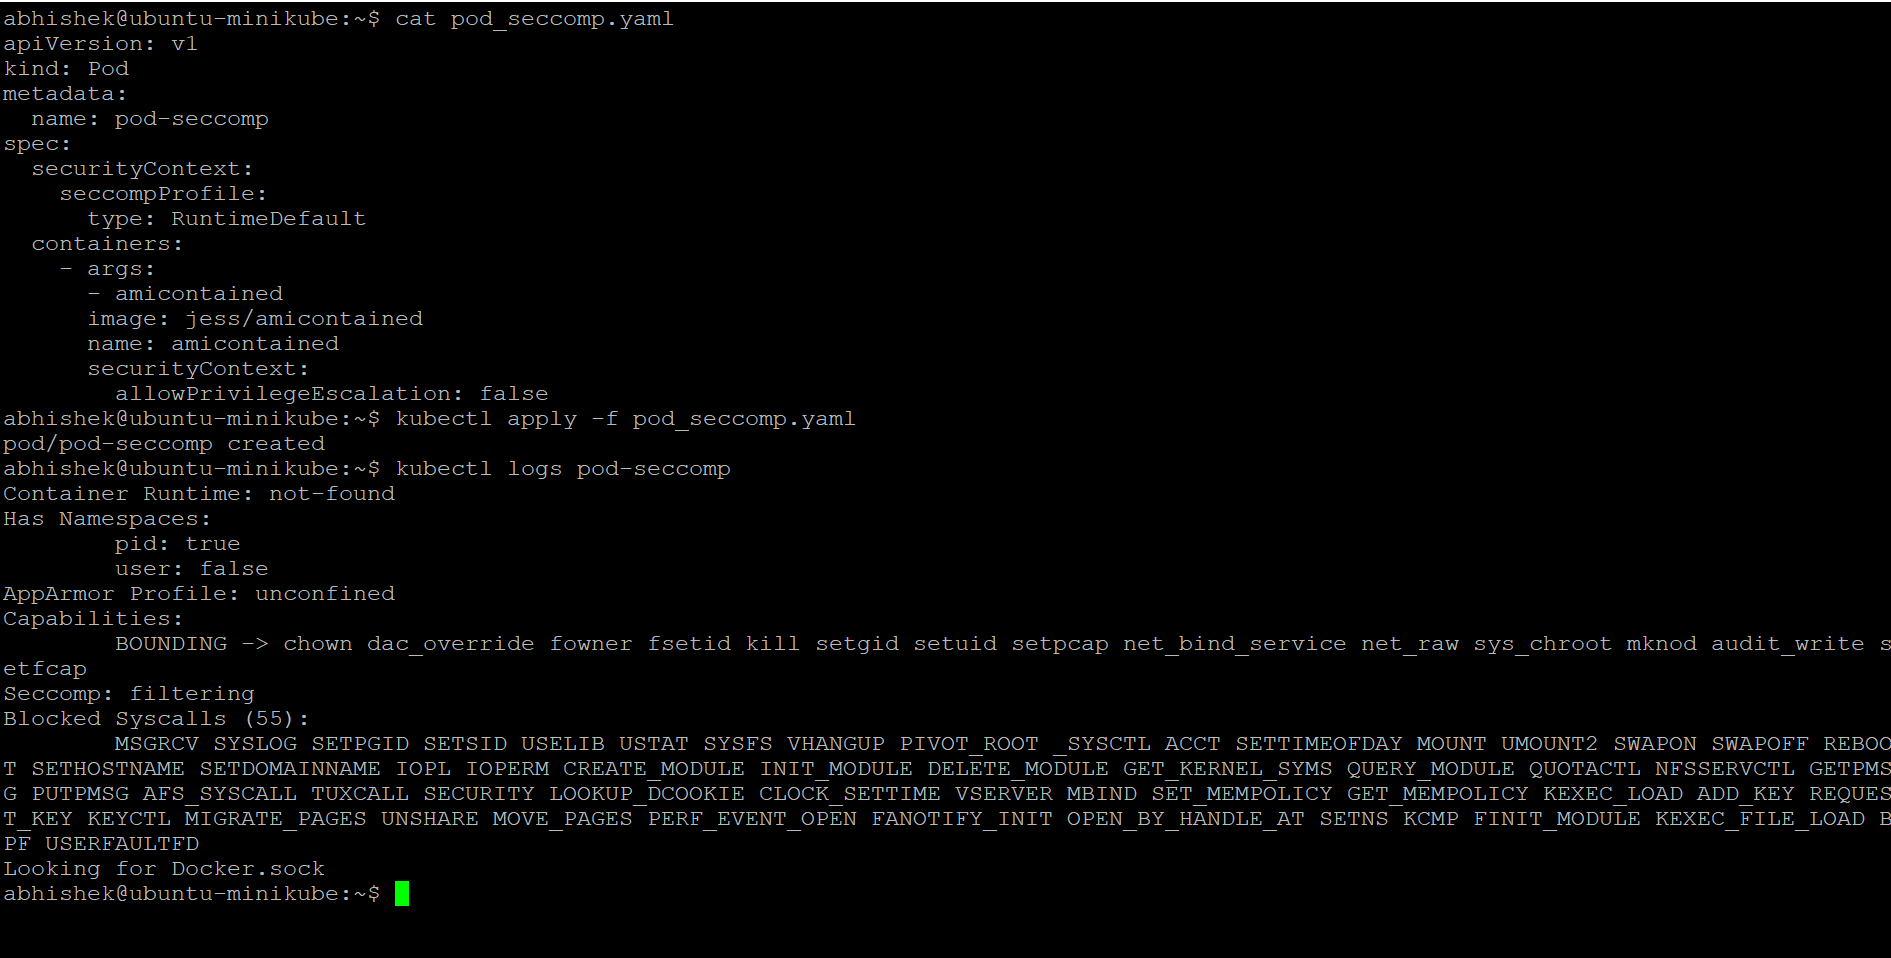 abhishek@ubuntu-minikube:~$ cat pod_seccomp.yaml
apiVersion: v1
kind: Pod
metadata:
  name: pod-seccomp
spec:
  securityContext:
    seccompProfile:
      type: RuntimeDefault
  containers:
    - args:
      - amicontained
      image: jess/amicontained
      name: amicontained
      securityContext:
        allowPrivilegeEscalation: false
abhishek@ubuntu-minikube:~$ kubectl apply -f pod_seccomp.yaml
pod/pod-seccomp created
abhishek@ubuntu-minikube:~$ kubectl logs pod-seccomp
Container Runtime: not-found
Has Namespaces:
        pid: true
        user: false
AppArmor Profile: unconfined
Capabilities:
        BOUNDING -> chown dac_override fowner fsetid kill setgid setuid setpcap net_bind_service net_raw sys_chroot mknod audit_write s
etfcap
Seccomp: filtering
Blocked Syscalls (55):
        MSGRCV SYSLOG SETPGID SETSID USELIB USTAT SYSFS VHANGUP PIVOT_ROOT _SYSCTL ACCT SETTIMEOFDAY MOUNT UMOUNT2 SWAPON SWAPOFF REBOO
T SETHOSTNAME SETDOMAINNAME IOPL IOPERM CREATE_MODULE INIT_MODULE DELETE_MODULE GET_KERNEL_SYMS QUERY_MODULE QUOTACTL NFSSERVCTL GETPMS
G PUTPMSG AFS_SYSCALL TUXCALL SECURITY LOOKUP_DCOOKIE CLOCK_SETTIME VSERVER MBIND SET_MEMPOLICY GET_MEMPOLICY KEXEC_LOAD ADD_KEY REQUES
T_KEY KEYCTL MIGRATE_PAGES UNSHARE MOVE_PAGES PERF_EVENT_OPEN FANOTIFY_INIT OPEN_BY_HANDLE_AT SETNS KCMP FINIT_MODULE KEXEC_FILE_LOAD B
PF USERFAULTFD
Looking for Docker.sock
abhishek@ubuntu-minikube:~$